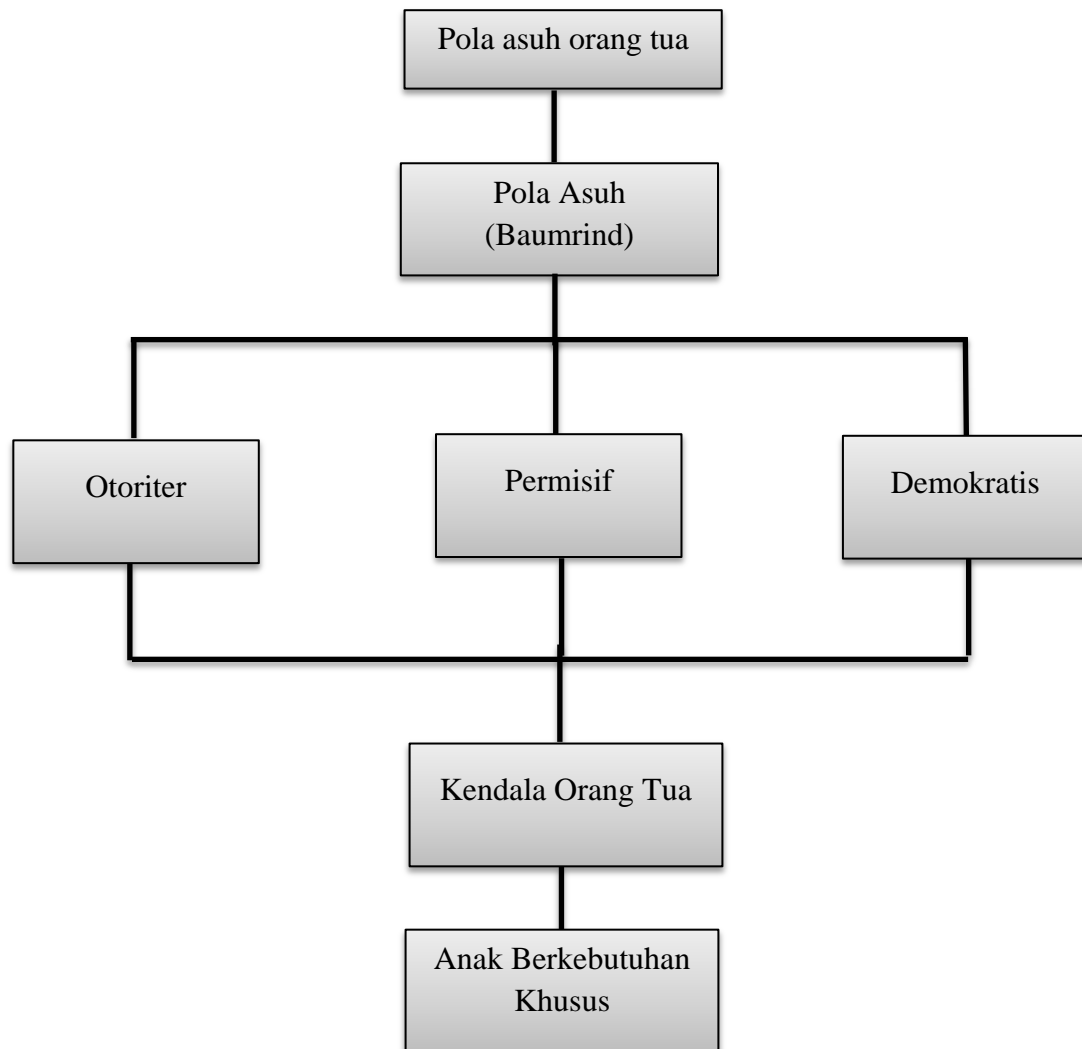 Pola asuh orang tua
Pola Asuh
(Baumrind)
Otoriter
Permisif
Demokratis
Kendala Orang Tua
Anak Berkebutuhan
Khusus